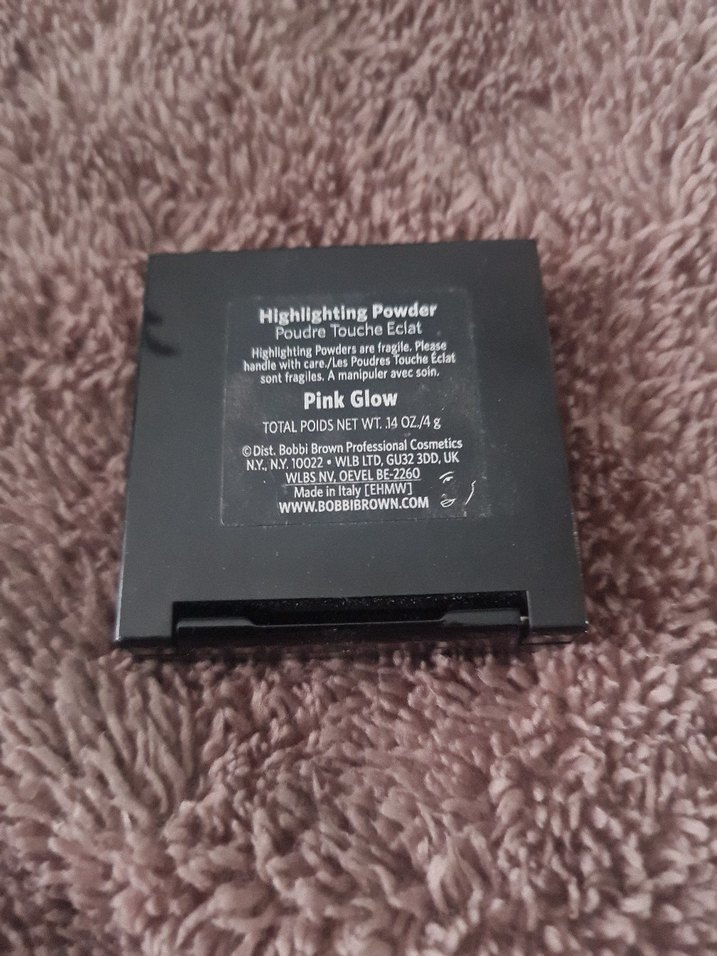 Highlighting Powder
Poudre Touche Eclat
Highlighting Powders are fragile. Please
handle with care./Les Poudres Touche Éclat
sont fragiles. A manipuler avec soin.
Pink Glow
TOTAL POIDS NET WT. .14 OZ./4 g
© Dist. Bobbi Brown Professional Cosmetics
N.Y., N.Y. 10022 • WLB LTD, GU32 3DD, UK
WLBS NV, OEVEL BE-2260
Made in Italy [EHMW]
WWW.BOBBIBROWN.COM